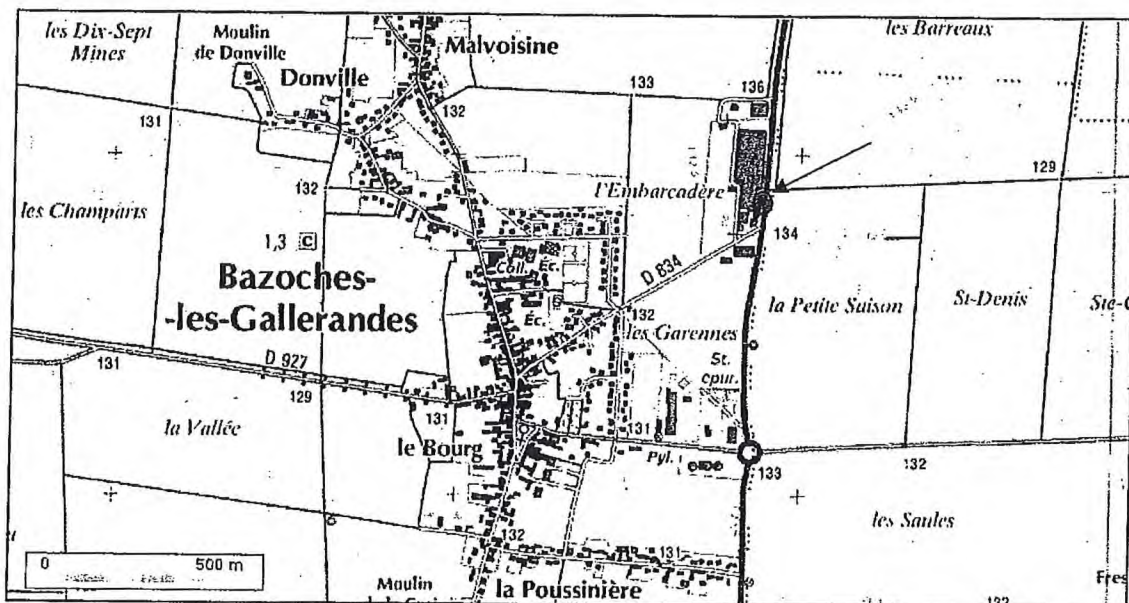 les Dix-Sept
Mines
Moulin
de Donville
Malvoisine
les Barreaux
Donville
133
136
132
131
132
129
les Champarts
l'Embarcadère
1,3 C
134
Coll.
Éc.
D 834
Bazoches-
-les-Gallerandes
la Petite Saison
St-Denis
Éc.
132
les Garennes
131
D 927
St.
épur.
129
131
la Vallée
le Bourg
131
Pyl.
133
132
les Saules
132
131
0
500 m
Moulin
la Poussinière